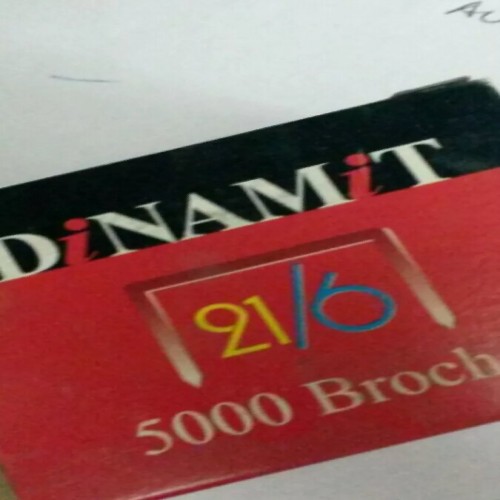 DiNAMiT
21/6
5000 Broch